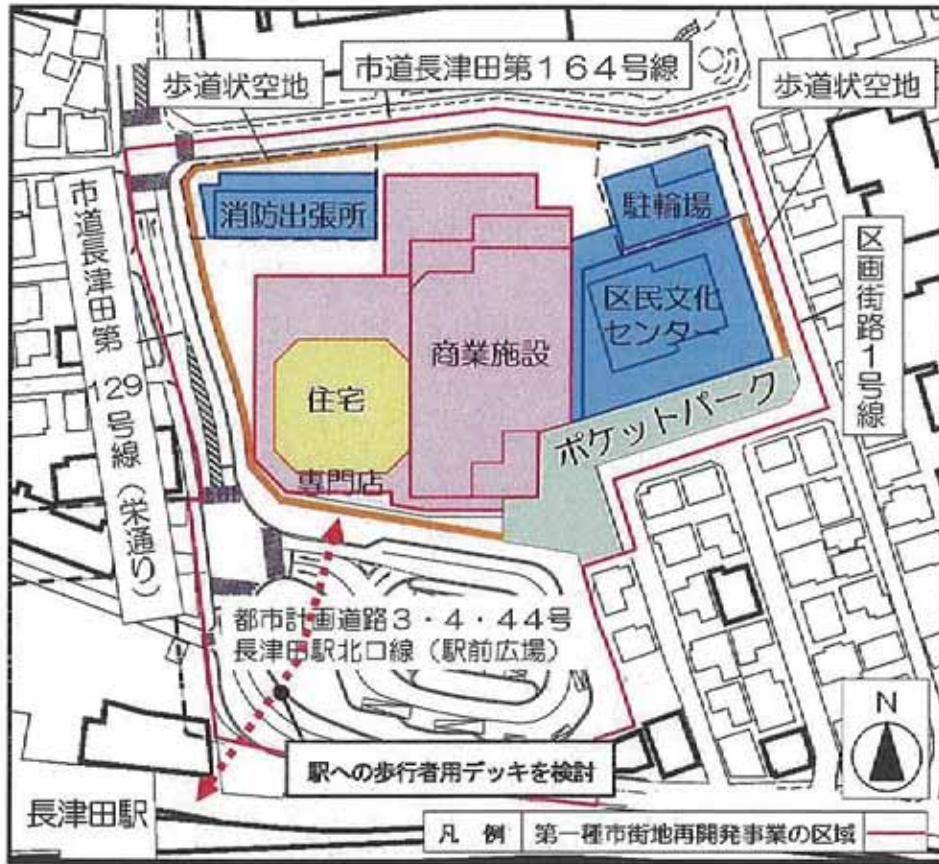 市道長津田第164号線
歩道状空地
歩道状空地
消防出張所
駐輪場
市道長津田第129号線(栄通り)
区画街路1号線
区民文化
センター
商業施設
住宅
ポケットパーク
専門店
都市計画道路3・4・44号
長津田駅北口線(駅前広場)
N
駅への歩行者用デッキを検討
長津田駅
凡 例 第一種市街地再開発事業の区域